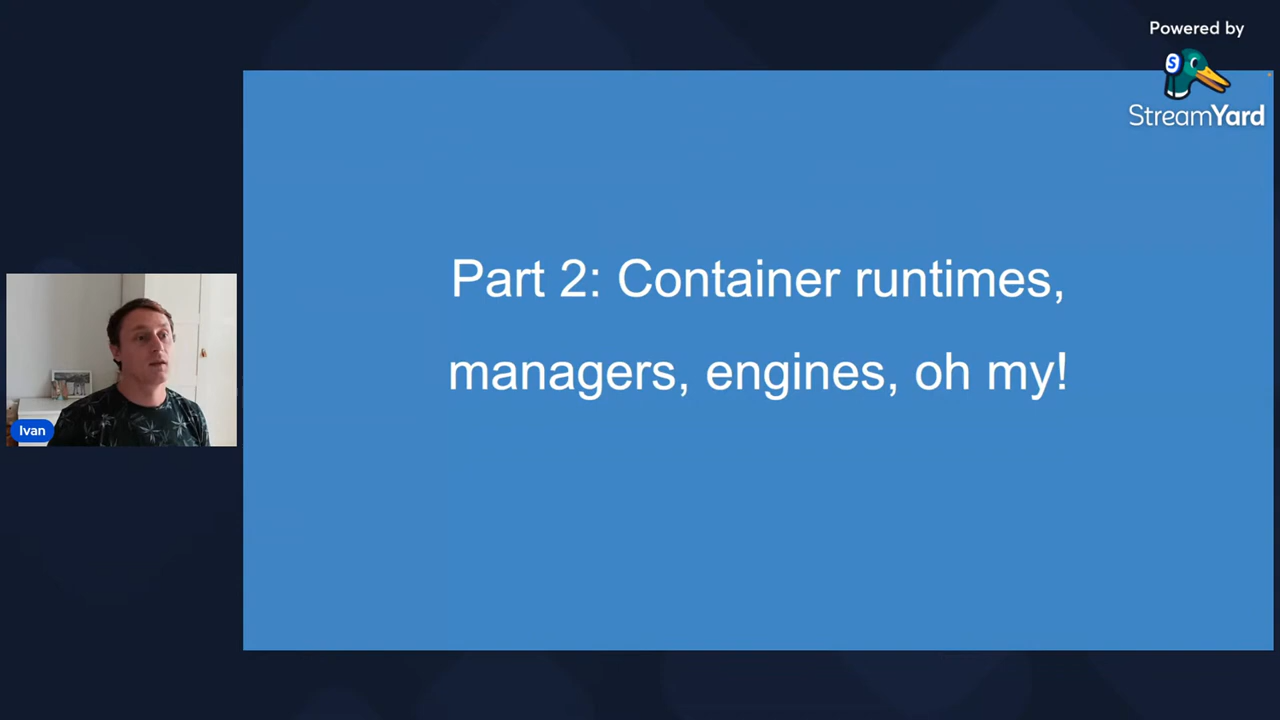 Powered by
S
StreamYard
Part 2: Container runtimes,
managers, engines, oh my!
Ivan